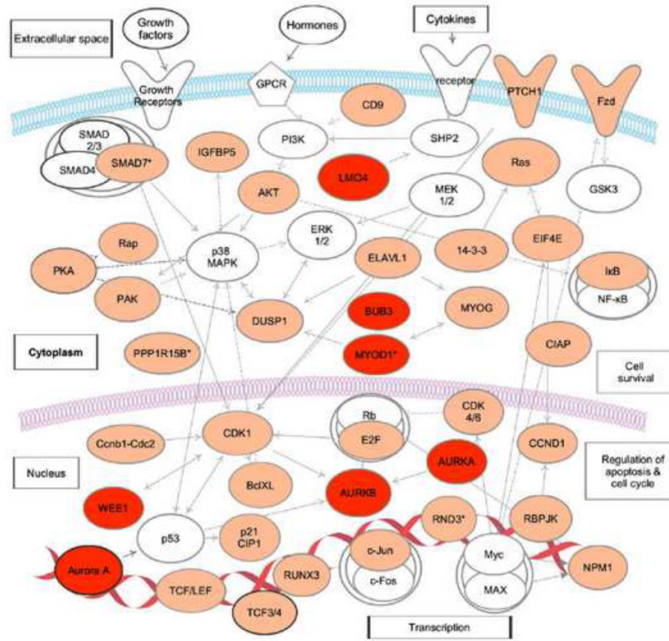 Extracellular space
Growth
factors
Hormones
Cytokines
Growth
Receptors
GPCR
receptor
PTCH1
Fzd
CD9
SMAD
2/3
SMAD4
SMAD7*
IGFBP5
PI3K
SHP2
Ras
LMO4
AKT
MEK
1/2
GSK3
ERK
1/2
Rap
p38
MAPK
ELAVL1
14-3-3
EIF4E
PKA
IκB
NF-κB
PAK
DUSP1
BUB3
MYOG
Cytoplasm
PPP1R15B*
MYOD1*
CIAP
Cell
survival
CDK
4/6
Rb
E2F
Ccnb1-Cdc2
CDK1
CCND1
Nucleus
AURKA
Regulation of
apoptosis &
cell cycle
BclXL
AURKB
WEE1
RND3*
RBPJK
p53
p21
CIP1
c-Jun
c-Fos
Myc
MAX
Aurora A
RUNX3
NPM1
TCF/LEF
TCF3/4
Transcription